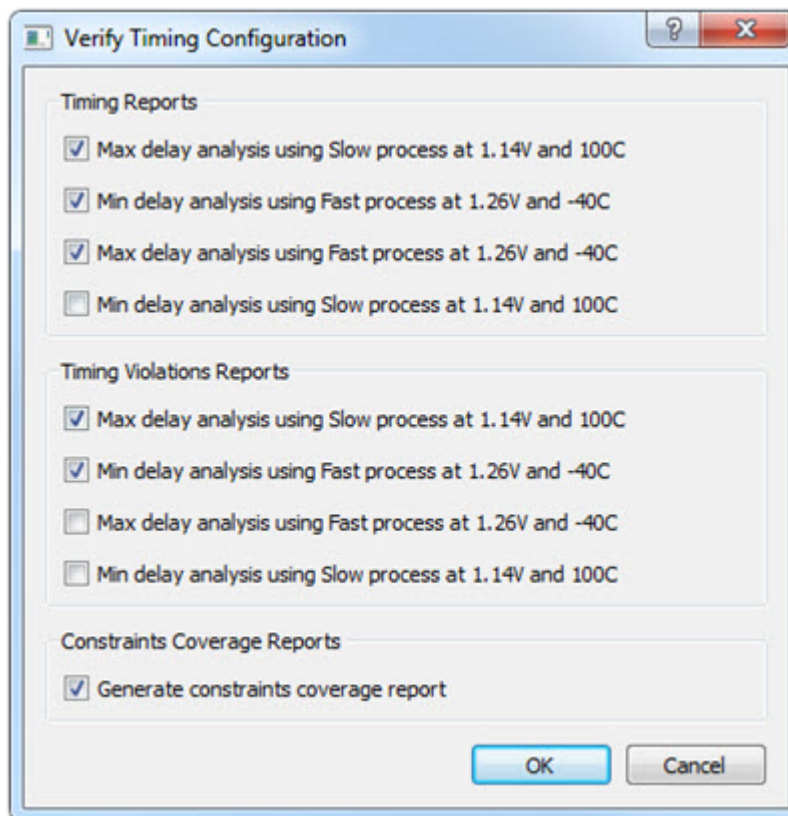 Verify Timing Configuration
Timing Reports
Max delay analysis using Slow process at 1.14V and 100C
Min delay analysis using Fast process at 1.26V and -40C
Max delay analysis using Fast process at 1.26V and -40C
Min delay analysis using Slow process at 1.14V and 100C
Timing Violations Reports
Max delay analysis using Slow process at 1.14V and 100C
Min delay analysis using Fast process at 1.26V and -40C
Max delay analysis using Fast process at 1.26V and -40C
Min delay analysis using Slow process at 1.14V and 100C
Constraints Coverage Reports
Generate constraints coverage report
OK Cancel